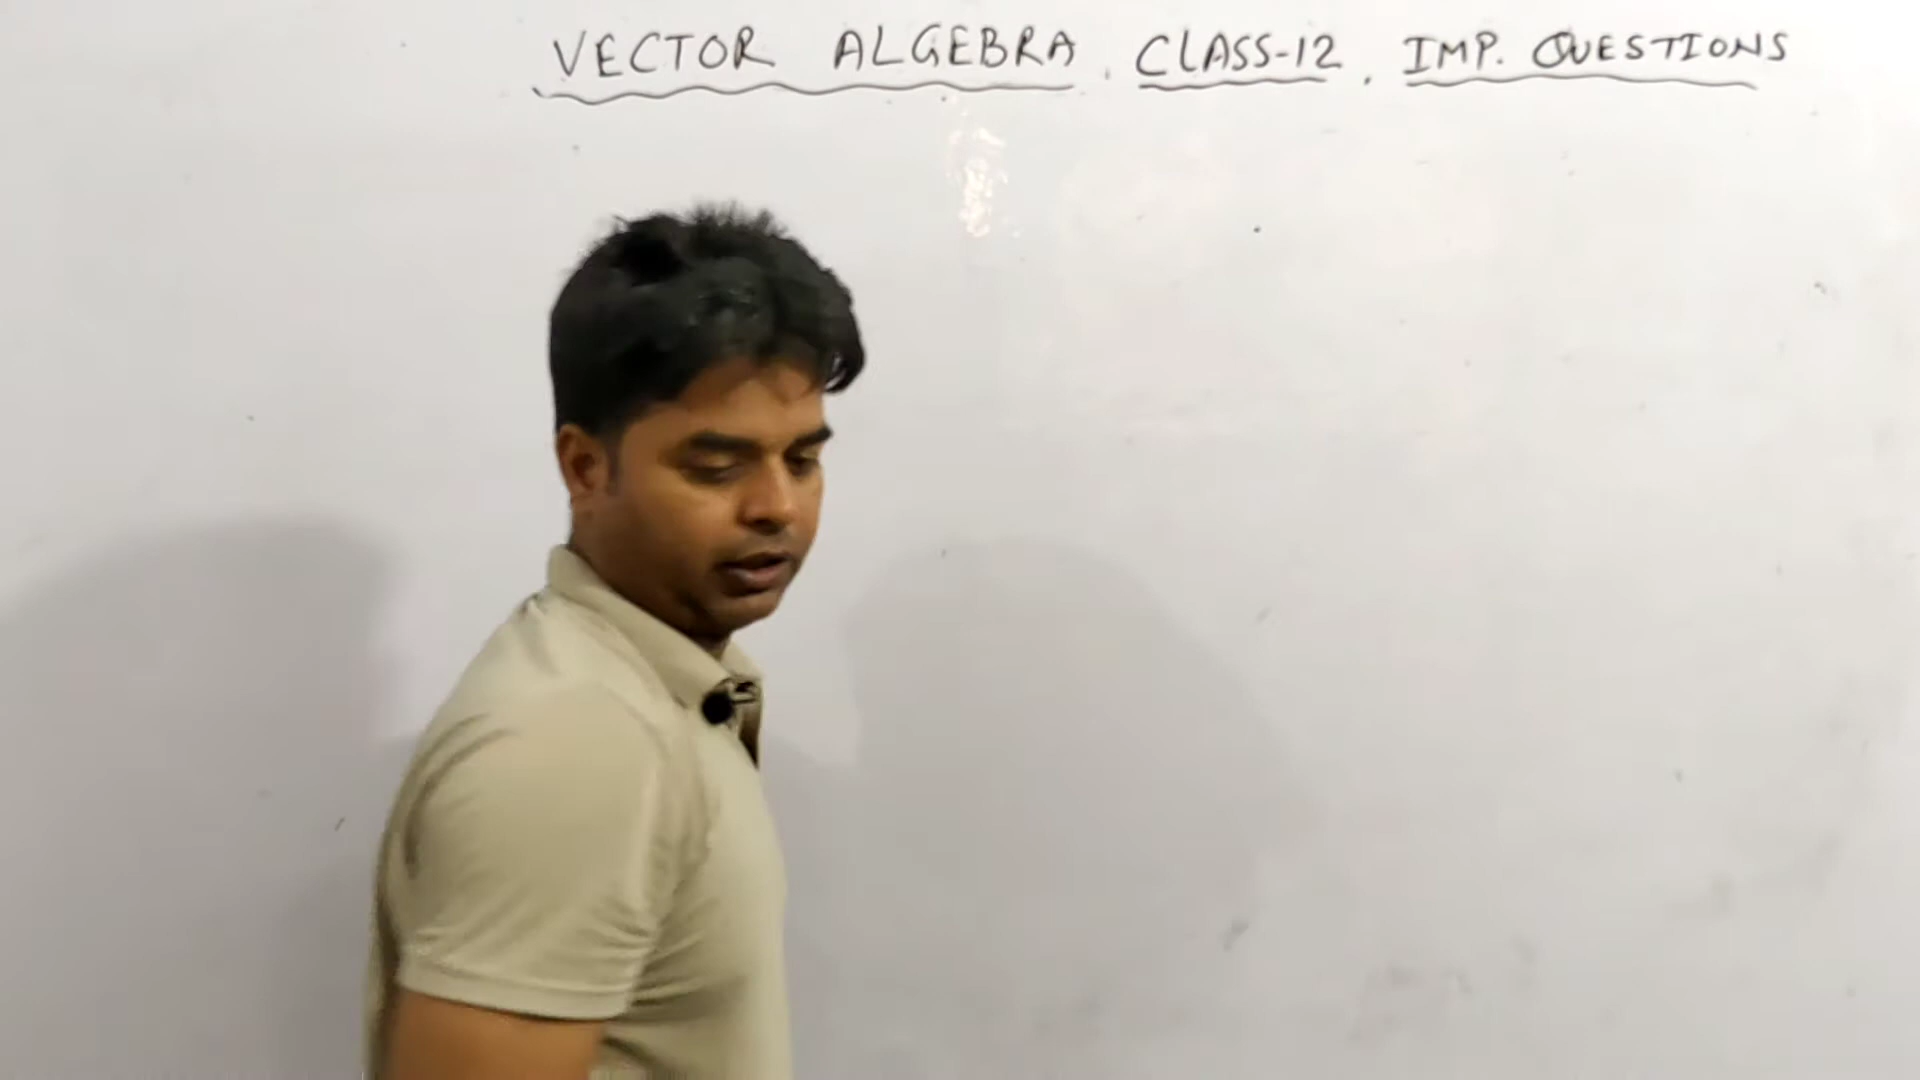 VECTOR ALGEBRA, CLASS-12, IMP. QUESTIONS